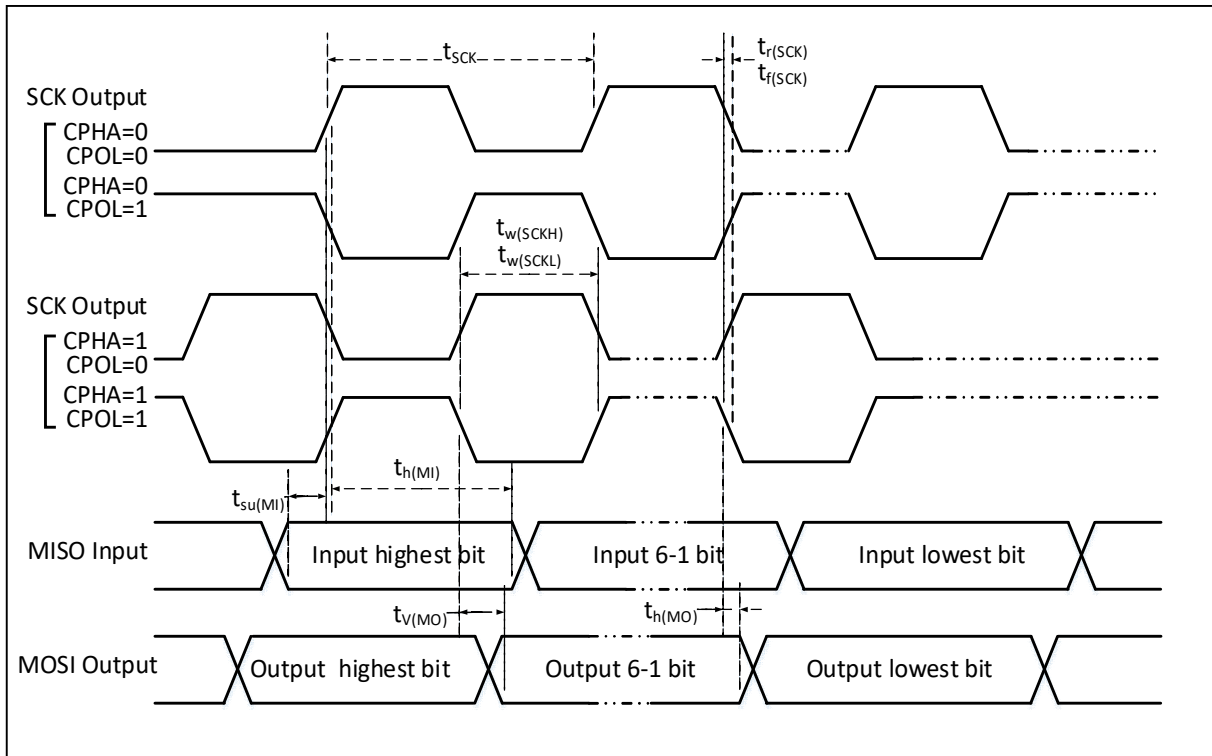 tSCK
tr(SCK)
tf(SCK)
SCK Output
CPHA=0
CPOL=0
CPHA=0
CPOL=1
tw(SCKH)
tw(SCKL)
SCK Output
CPHA=1
CPOL=0
CPHA=1
CPOL=1
th(MI)
tsu(MI)
MISO Input
Input highest bit
Input 6-1 bit
Input lowest bit
tV(MO)
th(MO)
MOSI Output
Output highest bit
Output 6-1 bit
Output lowest bit